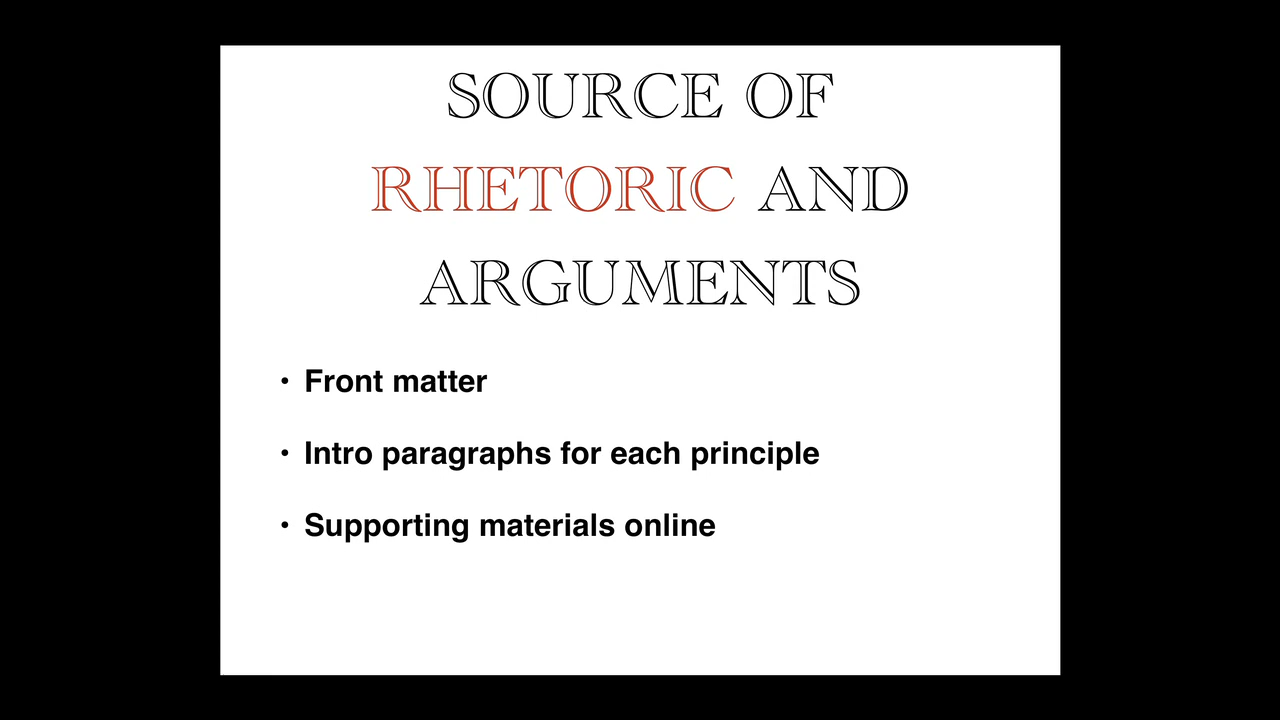 SOURCE OF
RHETORIC AND
ARGUMENTS
• Front matter
• Intro paragraphs for each principle
• Supporting materials online